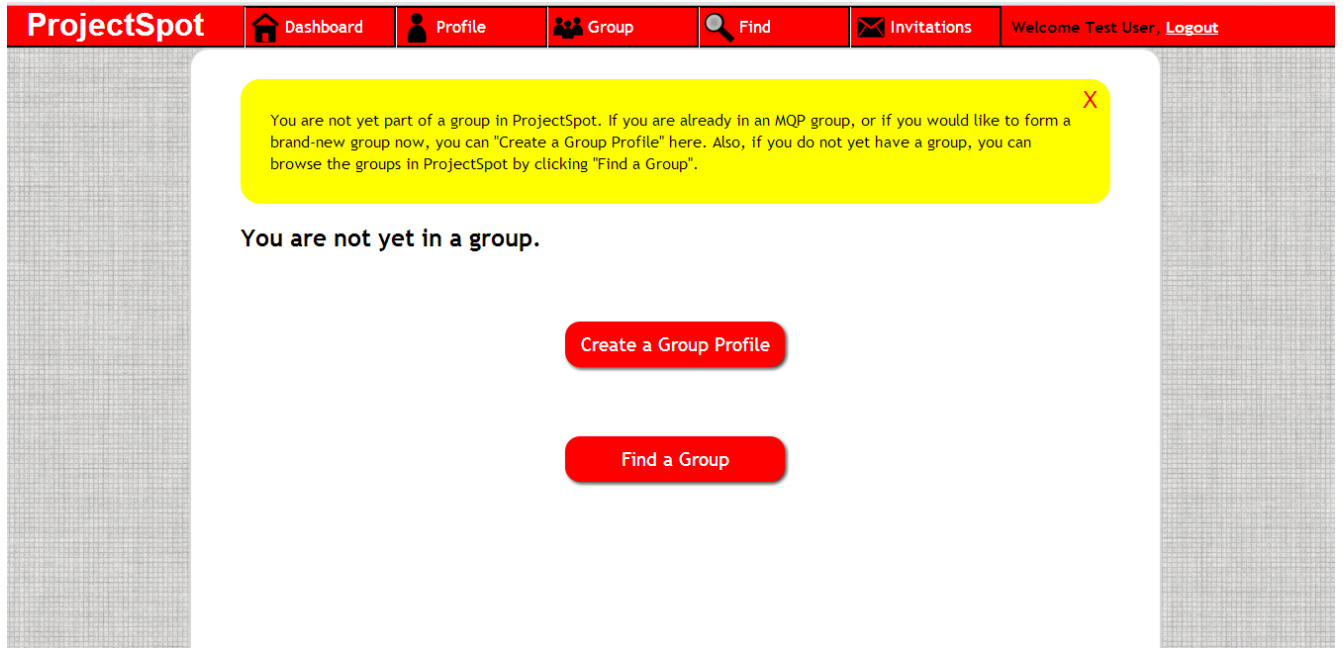 ProjectSpot Dashboard Profile Group Find Invitations Welcome Test User, Logout
X
You are not yet part of a group in ProjectSpot. If you are already in an MQP group, or if you would like to form a
brand-new group now, you can "Create a Group Profile" here. Also, if you do not yet have a group, you can
browse the groups in ProjectSpot by clicking "Find a Group".
You are not yet in a group.
Create a Group Profile
Find a Group